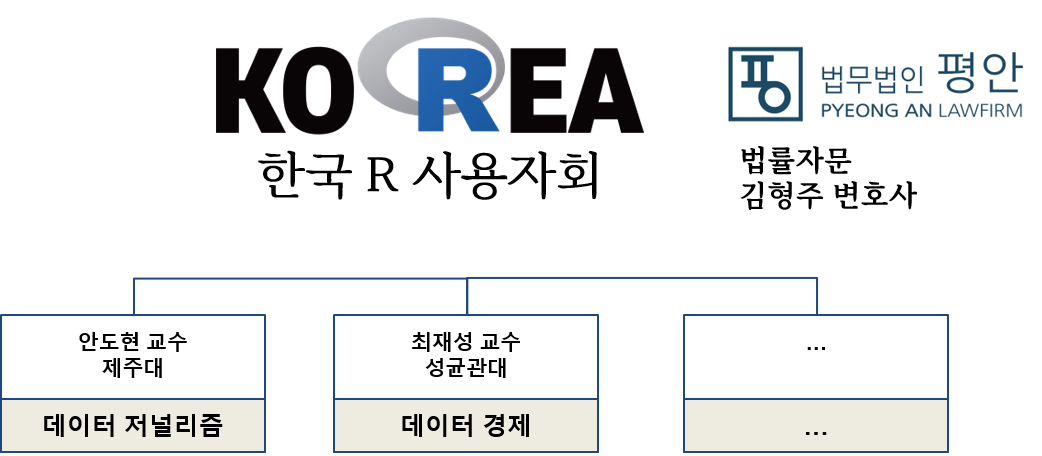 KOREA
한국 R 사용자회
법무법인 평안
PYEONG AN LAWFIRM
법률자문
김형주 변호사
안도현 교수
제주대
데이터 저널리즘
최재성 교수
성균관대
데이터 경제
...
...